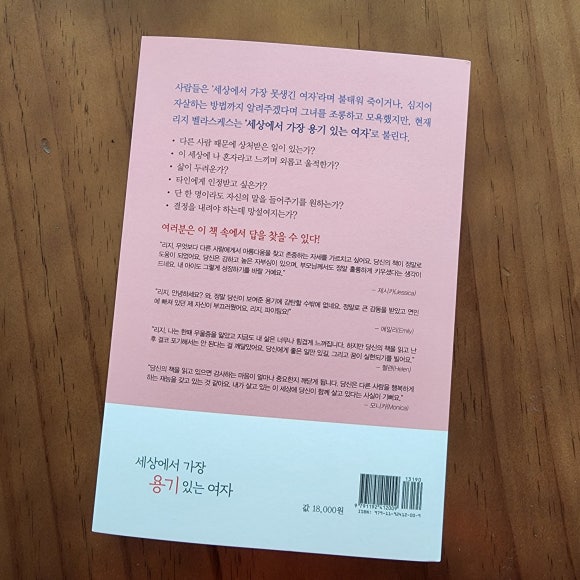 사람들은 '세상에서 가장 못생긴 여자'라며 불태워 죽이거나, 심지어
자살하는 방법까지 알려주겠다며 그녀를 조롱하고 모욕했지만, 현재
리지 벨라스케스는 '세상에서 가장 용기 있는 여자'로 불린다.
• 다른 사람 때문에 상처받은 일이 있는가?
• 이 세상에 나 혼자라고 느끼며 외롭고 울적한가?
• 삶이 두려운가?
• 타인에게 인정받고 싶은가?
• 단 한 명이라도 자신의 말을 들어주기를 원하는가?
• 결정을 내려야 하는데 망설여지는가?
여러분은 이 책 속에서 답을 찾을 수 있다!
"리지, 무엇보다 다른 사람에게서 아름다움을 찾고 존중하는 자세를 가르치고 싶어요. 당신의 책이 정말로
도움이 되었어요. 당신은 강하고 높은 자부심이 있으며, 부모님께서도 정말 훌륭하게 키우셨다는 생각이
드네요. 내 아이도 그렇게 성장하기를 바랄 거예요."
– 제시카(Jessica)
"리지, 안녕하세요? 와, 정말 당신이 보여준 용기에 감탄할 수밖에 없네요. 정말로 큰 감동을 받았고 연민
에 빠져 있던 제 자신이 부끄러웠어요. 리지, 파이팅요!"
– 에밀리(Emily)
"리지, 나는 한때 우울증을 앓았고 지금도 내 삶은 너무나 힘겹게 느껴집니다. 하지만 당신의 책을 읽고 난
후 결코 포기해서는 안 된다는 걸 깨달았어요. 당신에게 좋은 일만 있길, 그리고 꿈이 실현되기를 빌어요."
– 헬렌(Helen)
"당신의 책을 읽고 있으면 감사하는 마음이 얼마나 중요한지 깨닫게 됩니다. 당신은 다른 사람을 행복하게
하는 재능을 갖고 있는 것 같아요. 내가 살고 있는 이 세상에 당신이 함께 살고 있다는 사실이 기뻐요."
– 모니카(Monica)
세상에서 가장
용기 있는 여자
값 18,000원
13190
9 791192 412009
ISBN: 979-11-92412-00-9